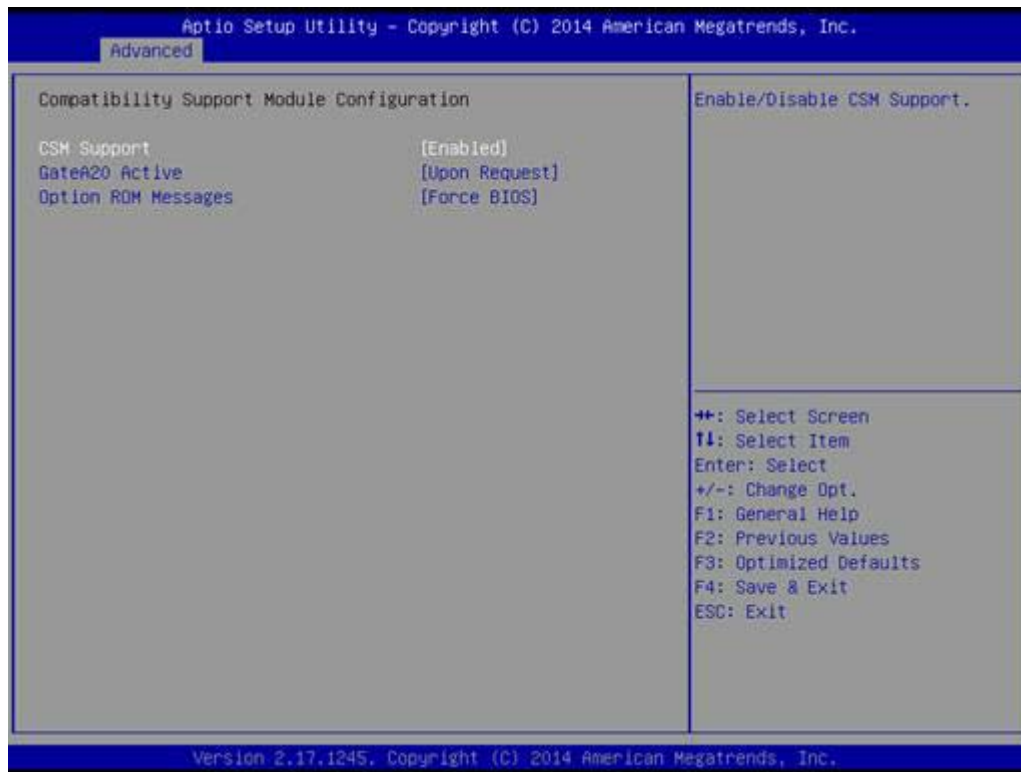 Aptio Setup Utility – Copyright (C) 2014 American Megatrends, Inc.
Advanced
Compatibility Support Module Configuration
CSM Support [Enabled]
GateA20 Active [Upon Request]
Option ROM Messages [Force BIOS]
Enable/Disable CSM Support.
→←: Select Screen
↑↓: Select Item
Enter: Select
+/-: Change Opt.
F1: General Help
F2: Previous Values
F3: Optimized Defaults
F4: Save & Exit
ESC: Exit
Version 2.17.1245. Copyright (C) 2014 American Megatrends, Inc.